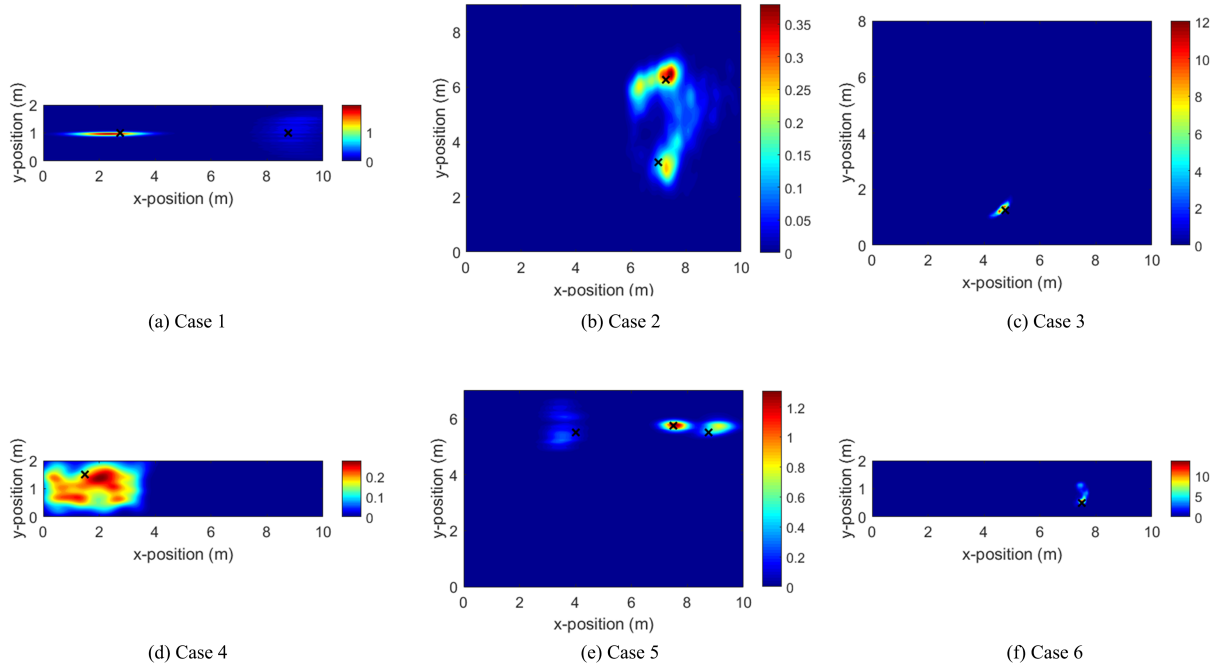 y-position (m)
2
1
0
0 2 4 6 8 10
x-position (m)
1
0
(a) Case 1
y-position (m)
8
6
4
2
0
0 2 4 6 8 10
x-position (m)
0.35
0.3
0.25
0.2
0.15
0.1
0.05
0
(b) Case 2
y-position (m)
8
6
4
2
0
0 2 4 6 8 10
x-position (m)
12
10
8
6
4
2
0
(c) Case 3
y-position (m)
2
1
0
0 2 4 6 8 10
x-position (m)
0.2
0.1
0
(d) Case 4
y-position (m)
6
4
2
0
0 2 4 6 8 10
x-position (m)
1.2
1
0.8
0.6
0.4
0.2
0
(e) Case 5
y-position (m)
2
1
0
0 2 4 6 8 10
x-position (m)
10
5
0
(f) Case 6